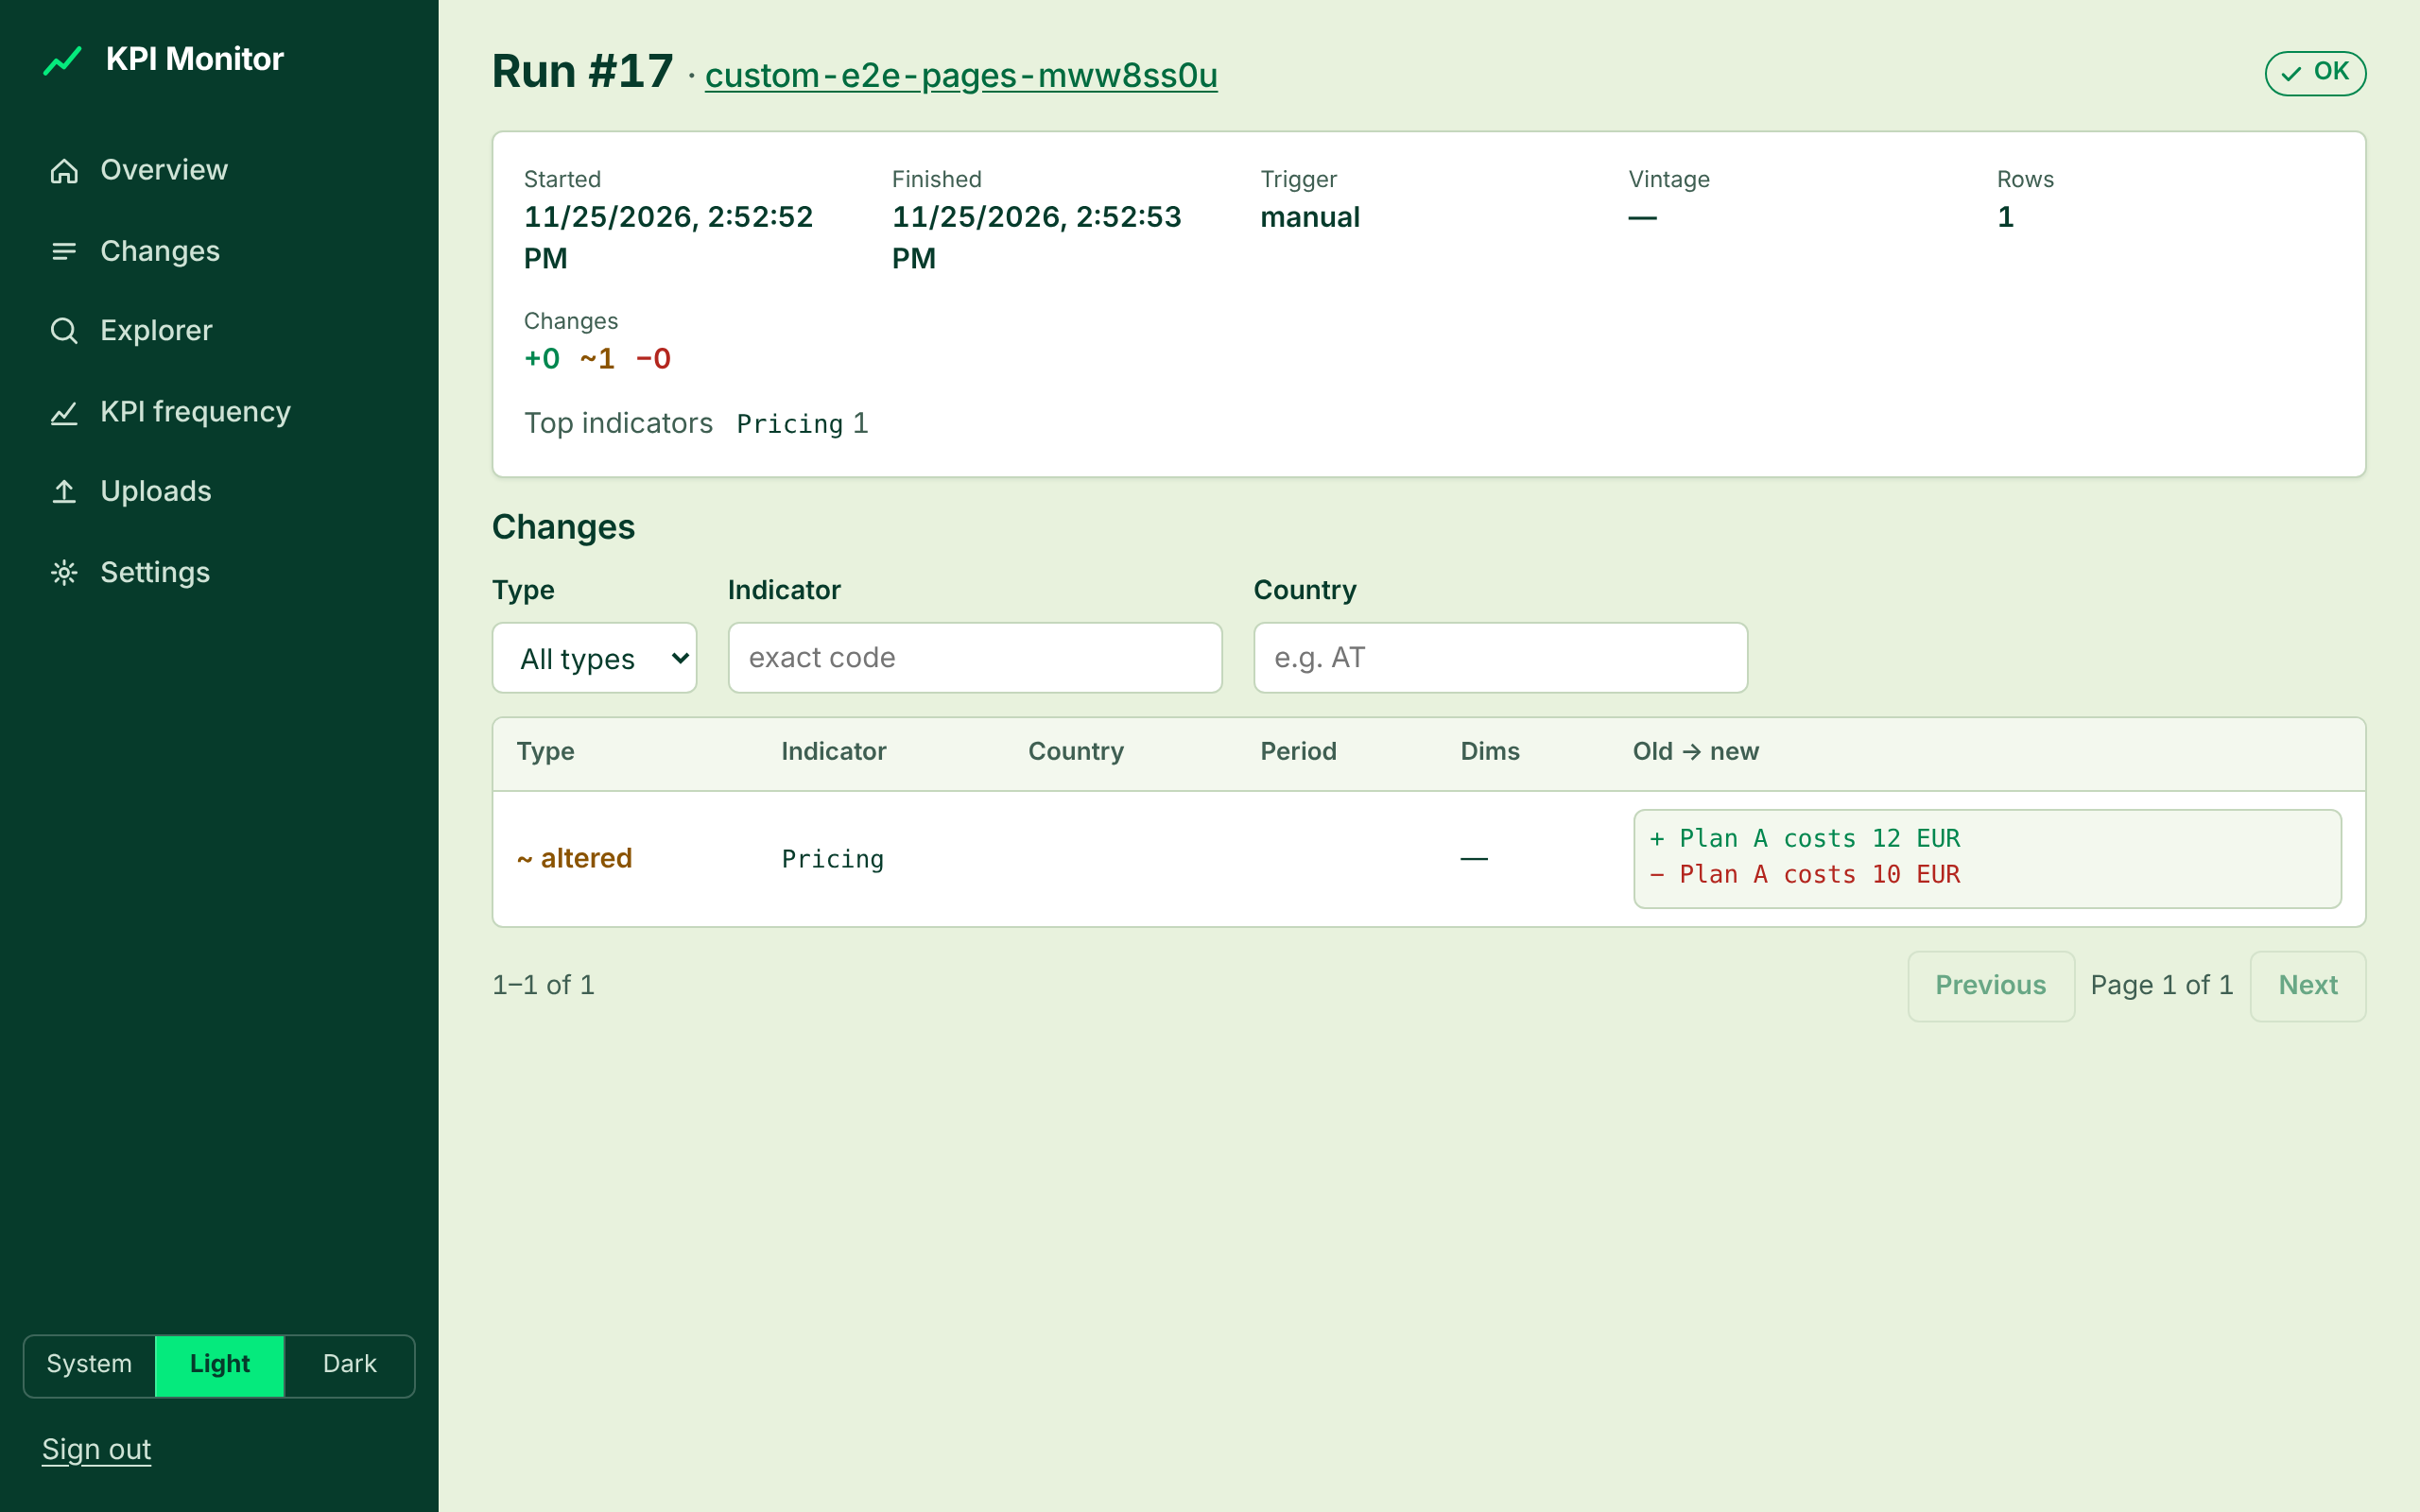 KPI Monitor
Overview
Changes
Explorer
KPI frequency
Uploads
Settings
System Light Dark
Sign out
Run #17 · custom-e2e-pages-mww8ss0u
OK
Started Finished Trigger Vintage Rows
11/25/2026, 2:52:52 PM 11/25/2026, 2:52:53 PM manual — 1
Changes
+0 ~1 −0
Top indicators Pricing 1
Changes
Type Indicator Country
All types exact code e.g. AT
Type Indicator Country Period Dims Old → new
~ altered Pricing — + Plan A costs 12 EUR
− Plan A costs 10 EUR
1–1 of 1 Previous Page 1 of 1 Next